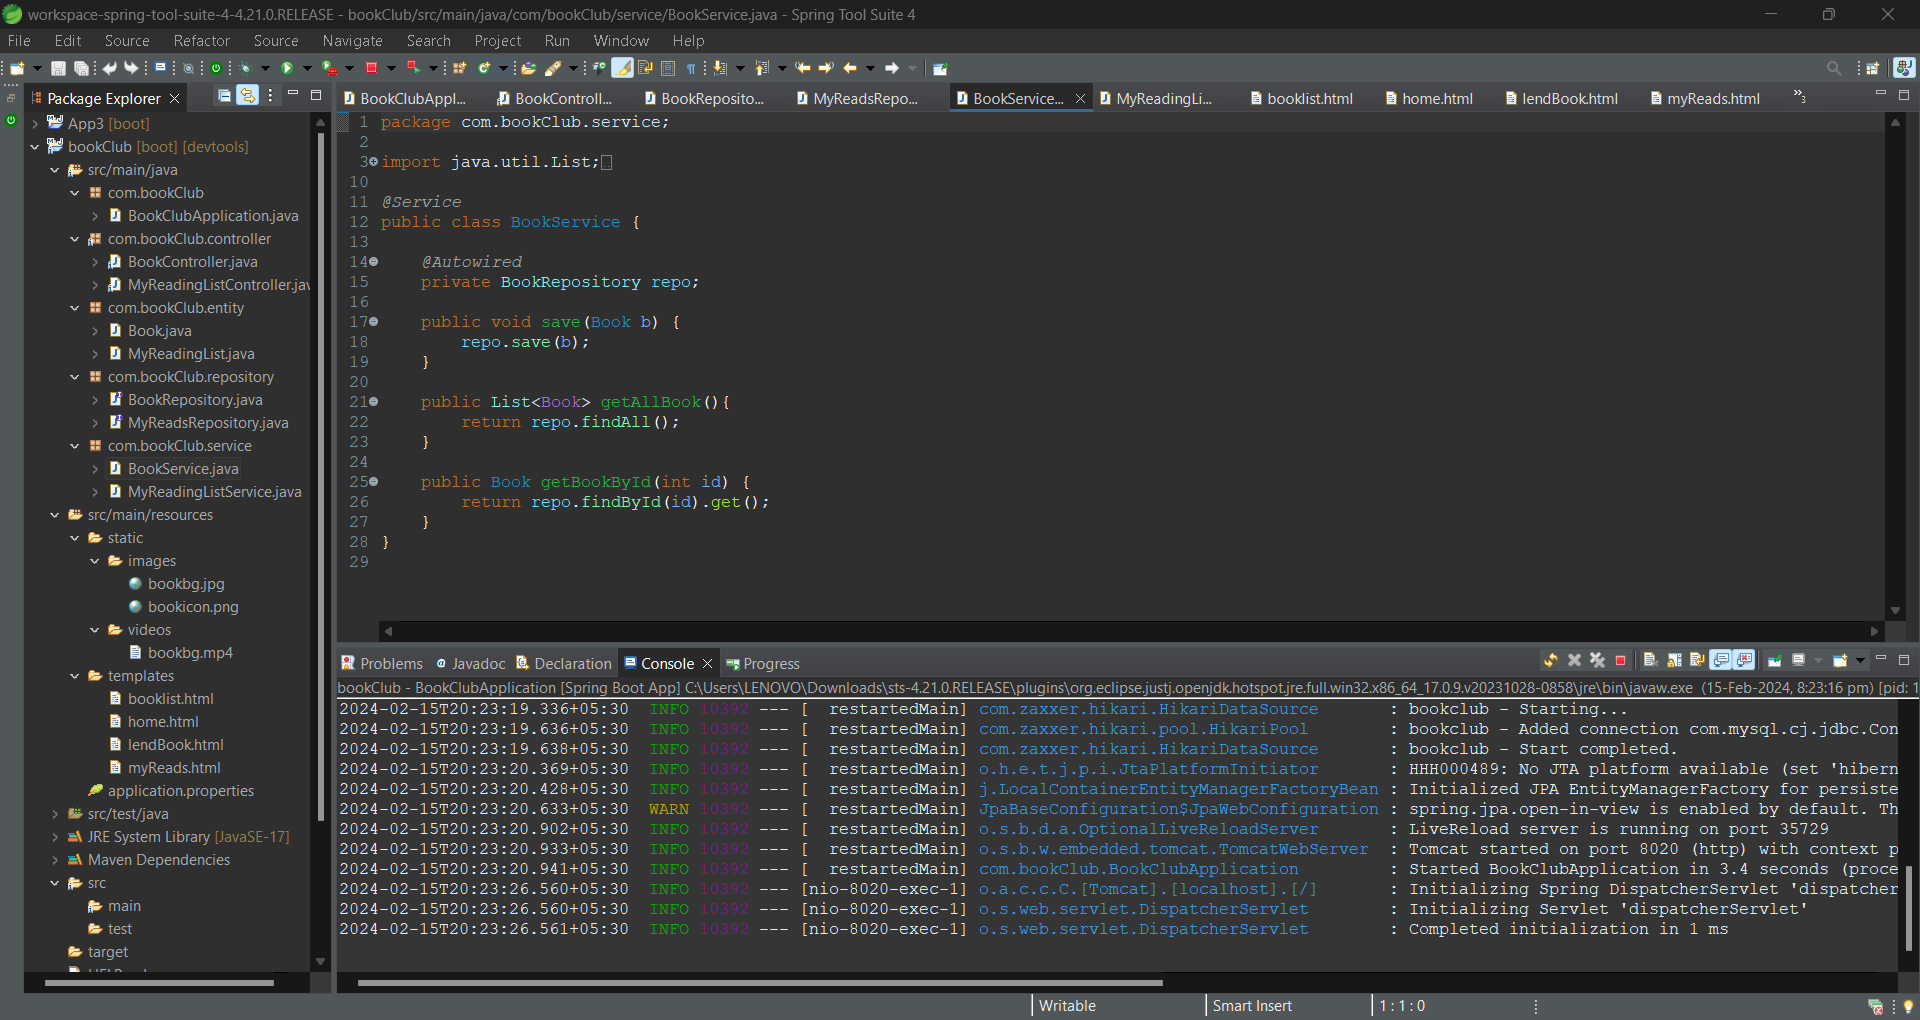 workspace-spring-tool-suite-4-4.21.0.RELEASE - bookClub/src/main/java/com/bookClub/service/BookService.java - Spring Tool Suite 4
File Edit Source Refactor Source Navigate Search Project Run Window Help
Package Explorer
BookClubAppl...
BookControll...
BookReposito...
MyReadsRepo...
BookService...
MyReadingLi...
booklist.html
home.html
lendBook.html
myReads.html
»3
App3 [boot]
bookClub [boot] [devtools]
src/main/java
com.bookClub
BookClubApplication.java
com.bookClub.controller
BookController.java
MyReadingListController.jav
com.bookClub.entity
Book.java
MyReadingList.java
com.bookClub.repository
BookRepository.java
MyReadsRepository.java
com.bookClub.service
BookService.java
MyReadingListService.java
src/main/resources
static
images
bookbg.jpg
bookicon.png
videos
bookbg.mp4
templates
booklist.html
home.html
lendBook.html
myReads.html
application.properties
src/test/java
JRE System Library [JavaSE-17]
Maven Dependencies
src
main
test
target
1 package com.bookClub.service;
2
3 import java.util.List;
10
11 @Service
12 public class BookService {
13
14 @Autowired
15 private BookRepository repo;
16
17 public void save(Book b) {
18 repo.save(b);
19 }
20
21 public List<Book> getAllBook(){
22 return repo.findAll();
23 }
24
25 public Book getBookById(int id) {
26 return repo.findById(id).get();
27 }
28 }
29
Problems Javadoc Declaration Console Progress
bookClub - BookClubApplication [Spring Boot App] C:\Users\LENOVO\Downloads\sts-4.21.0.RELEASE\plugins\org.eclipse.justj.openjdk.hotspot.jre.full.win32.x86_64_17.0.9.v20231028-0858\jre\bin\javaw.exe (15-Feb-2024, 8:23:16 pm) [pid: 1
2024-02-15T20:23:19.336+05:30 INFO 10392 --- [ restartedMain] com.zaxxer.hikari.HikariDataSource : bookclub - Starting...
2024-02-15T20:23:19.636+05:30 INFO 10392 --- [ restartedMain] com.zaxxer.hikari.pool.HikariPool : bookclub - Added connection com.mysql.cj.jdbc.Con
2024-02-15T20:23:19.638+05:30 INFO 10392 --- [ restartedMain] com.zaxxer.hikari.HikariDataSource : bookclub - Start completed.
2024-02-15T20:23:20.369+05:30 INFO 10392 --- [ restartedMain] o.h.e.t.j.p.i.JtaPlatformInitiator : HHH000489: No JTA platform available (set 'hibern
2024-02-15T20:23:20.428+05:30 INFO 10392 --- [ restartedMain] j.LocalContainerEntityManagerFactoryBean : Initialized JPA EntityManagerFactory for persiste
2024-02-15T20:23:20.633+05:30 WARN 10392 --- [ restartedMain] JpaBaseConfiguration$JpaWebConfiguration : spring.jpa.open-in-view is enabled by default. Th
2024-02-15T20:23:20.902+05:30 INFO 10392 --- [ restartedMain] o.s.b.d.a.OptionalLiveReloadServer : LiveReload server is running on port 35729
2024-02-15T20:23:20.933+05:30 INFO 10392 --- [ restartedMain] o.s.b.w.embedded.tomcat.TomcatWebServer : Tomcat started on port 8020 (http) with context p
2024-02-15T20:23:20.941+05:30 INFO 10392 --- [ restartedMain] com.bookClub.BookClubApplication : Started BookClubApplication in 3.4 seconds (proce
2024-02-15T20:23:26.560+05:30 INFO 10392 --- [nio-8020-exec-1] o.a.c.c.C.[Tomcat].[localhost].[/] : Initializing Spring DispatcherServlet 'dispatcher
2024-02-15T20:23:26.560+05:30 INFO 10392 --- [nio-8020-exec-1] o.s.web.servlet.DispatcherServlet : Initializing Servlet 'dispatcherServlet'
2024-02-15T20:23:26.561+05:30 INFO 10392 --- [nio-8020-exec-1] o.s.web.servlet.DispatcherServlet : Completed initialization in 1 ms
Writable
Smart Insert
1 : 1 : 0